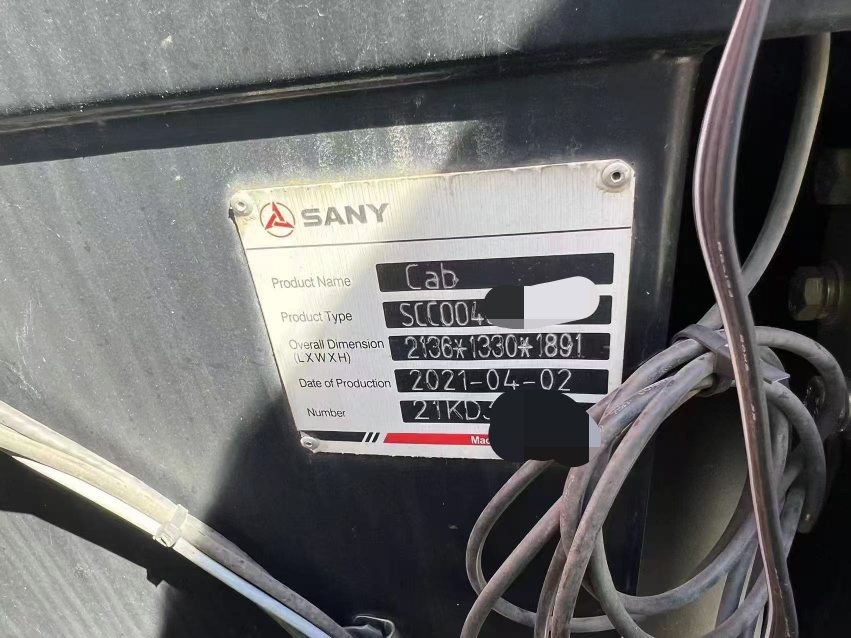 SANY
Product Name Cab
Product Type SCC004
Overall Dimension 2136*1330*1891
(LXWXH)
Date of Production 2021-04-02
Number 21KD